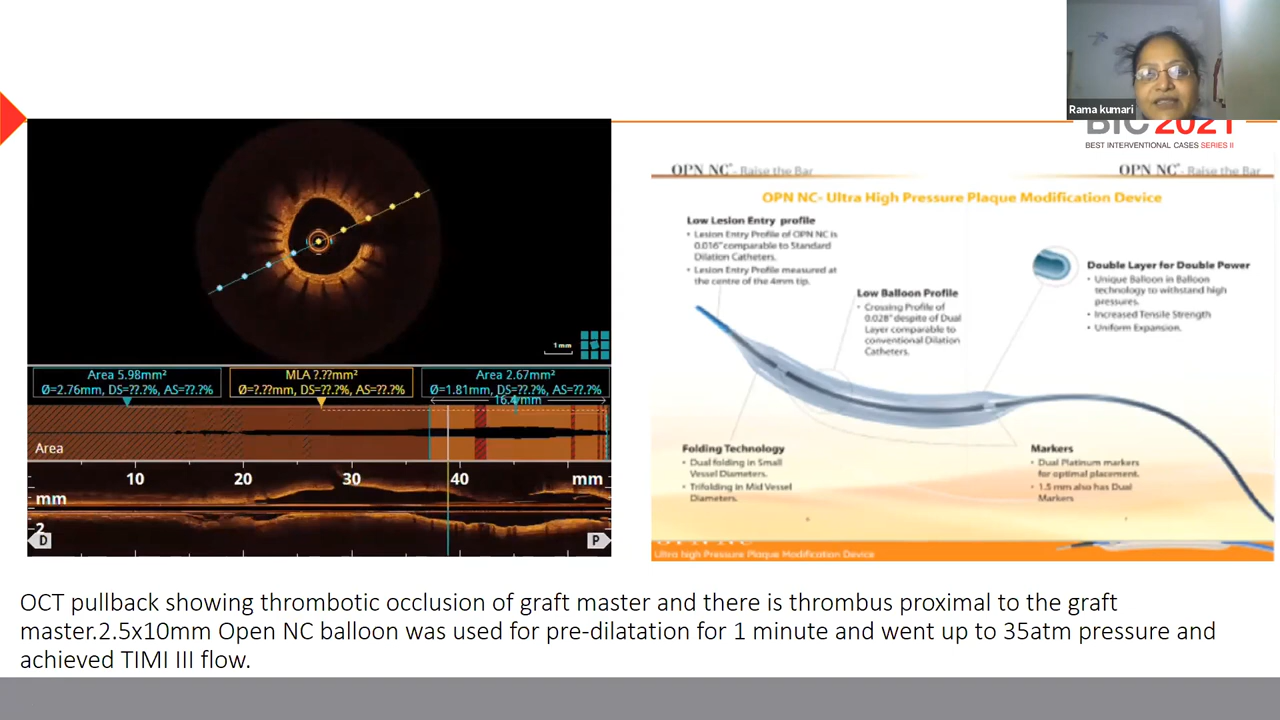 Rama kumari
BIC 2021
BEST INTERVENTIONAL CASES SERIES II
1 mm
Area 5.98mm²
Ø=2.76mm, DS=??.?%, AS=??.?%
MLA ?.??mm²
Ø=?.??mm, DS=??.?%, AS=??.?%
Area 2.67mm²
Ø=1.81mm, DS=??.?%, AS=??.?%
16.4 mm
Area
10 20 30 40 mm
mm
2
D P
OPN NC® - Raise the Bar
OPN NC® - Raise the Bar
OPN NC- Ultra High Pressure Plaque Modification Device
Low Lesion Entry profile
• Lesion Entry Profile of OPN NC is
0.016"comparable to Standard
Dilation Catheters.
• Lesion Entry Profile measured at
the centre of the 4mm tip.
Low Balloon Profile
• Crossing Profile of
0.028" despite of Dual
Layer comparable to
conventional Dilation
Catheters.
Double Layer for Double Power
• Unique Balloon in Balloon
technology to withstand high
pressures.
• Increased Tensile Strength
• Uniform Expansion.
Folding Technology
• Dual folding in Small
Vessel Diameters.
• Trifolding in Mid Vessel
Diameters.
Markers
• Dual Platinum markers
for optimal placement.
• 1.5 mm also has Dual
Markers
Ultra high Pressure Plaque Modification Device
OCT pullback showing thrombotic occlusion of graft master and there is thrombus proximal to the graft
master.2.5x10mm Open NC balloon was used for pre-dilatation for 1 minute and went up to 35atm pressure and
achieved TIMI III flow.